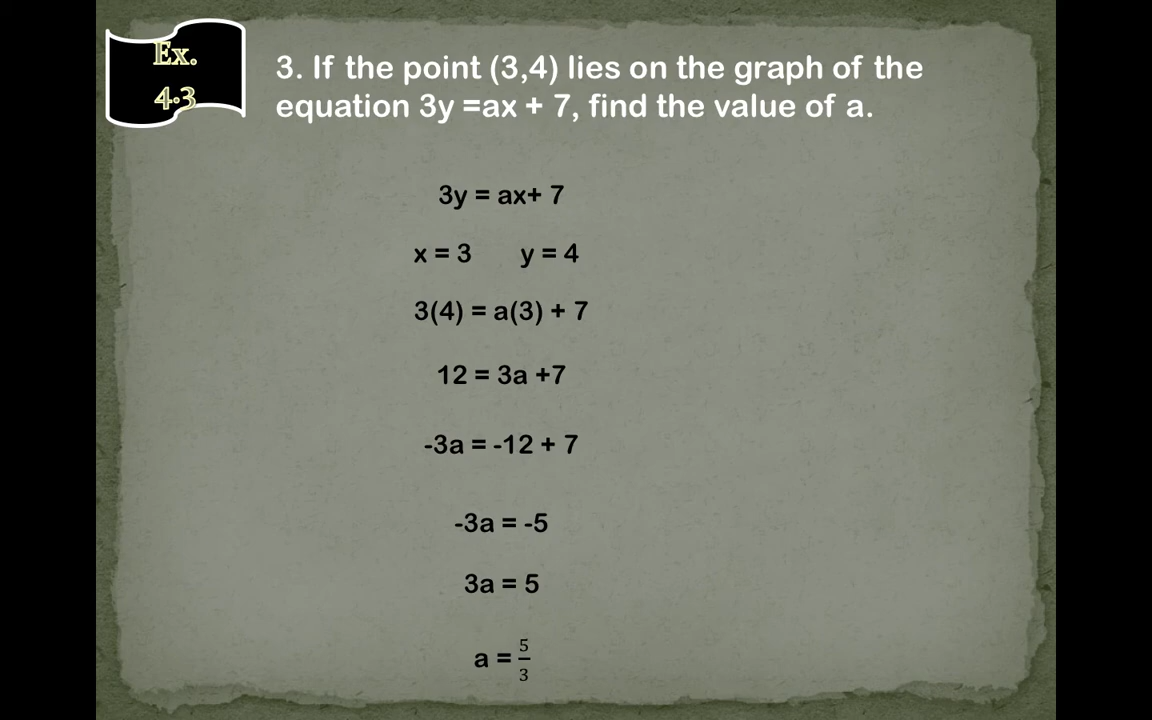 Ex.
4.3
3. If the point (3,4) lies on the graph of the
equation 3y =ax + 7, find the value of a.
3y = ax+ 7
x = 3 y = 4
3(4) = a(3) + 7
12 = 3a +7
-3a = -12 + 7
-3a = -5
3a = 5
a = 5/3